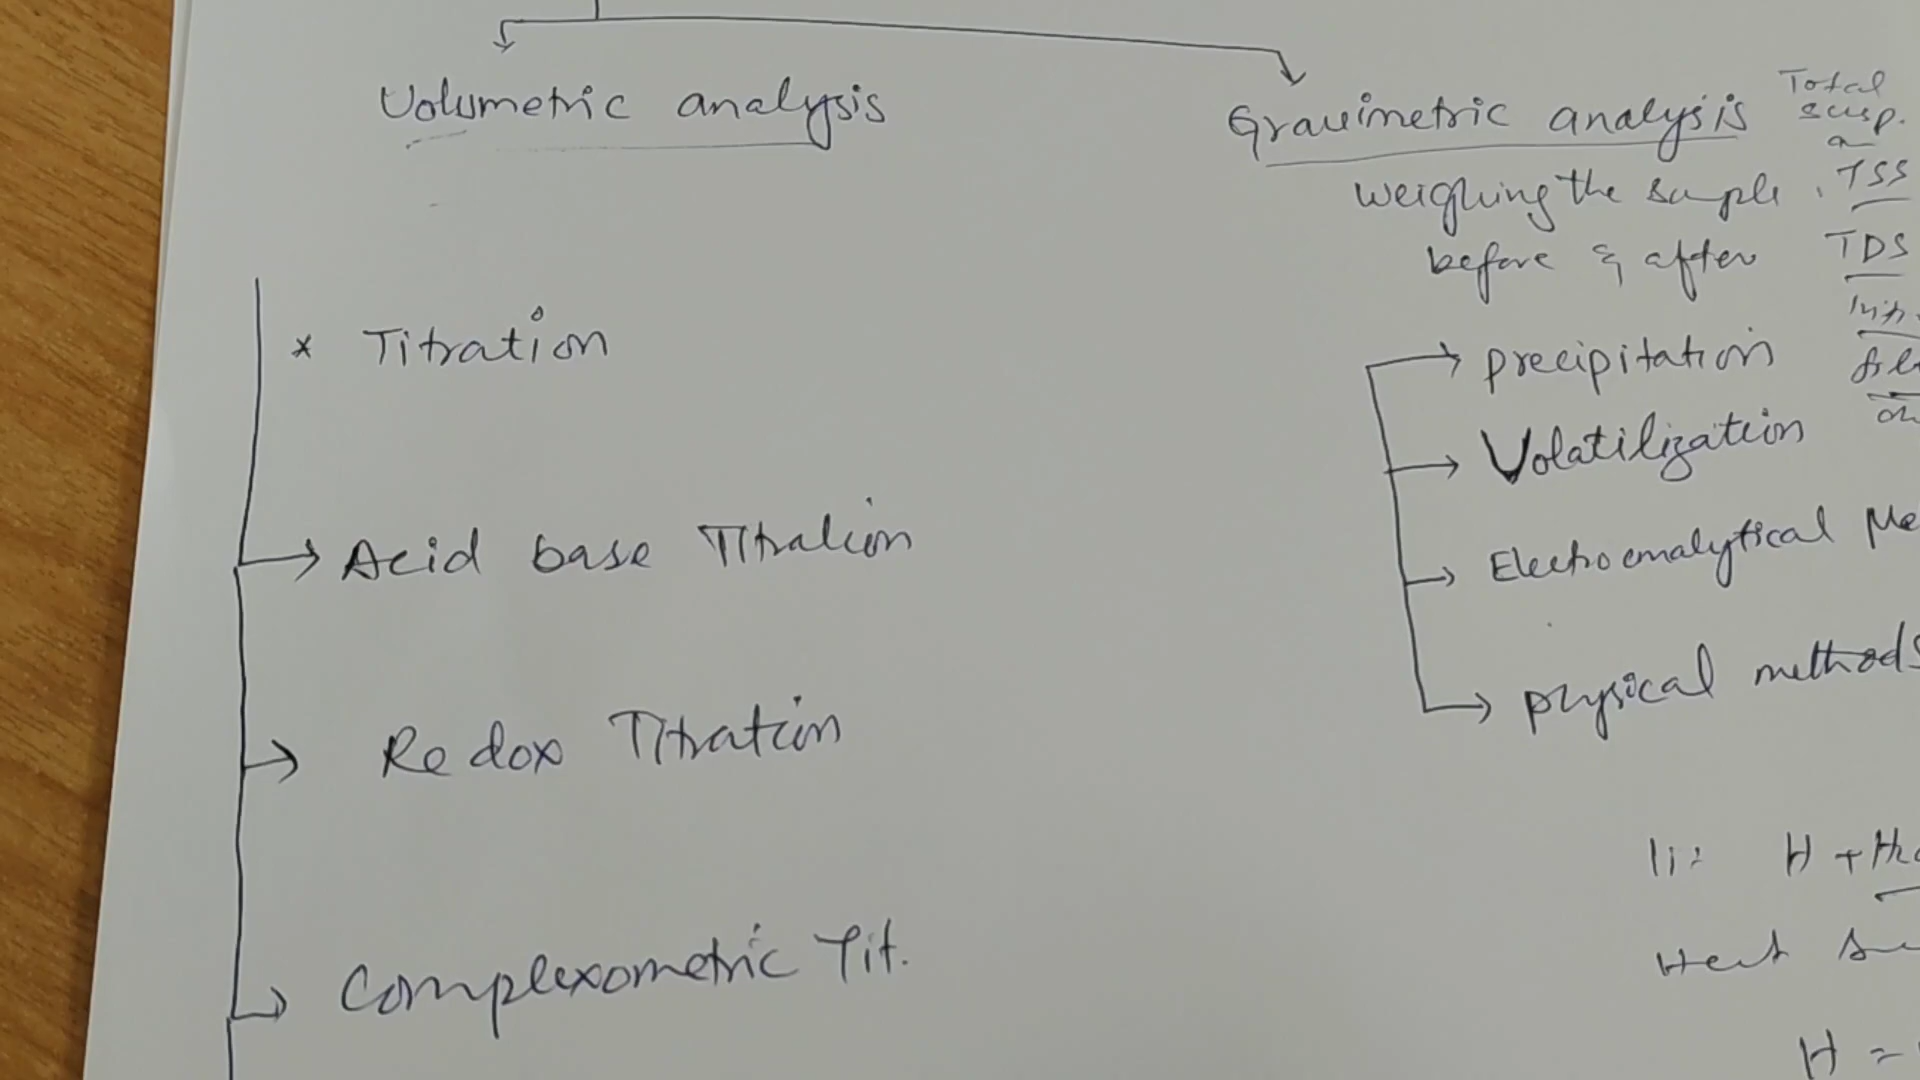 Volumetric analysis
* Titration
Acid base Titration
Redox Titration
Complexometric Tit.
Gravimetric analysis
weighing the sample
before & after
precipitation
Volatilization
Electroanalytical Me
physical methods
Total
susp.
TSS
TDS
H =